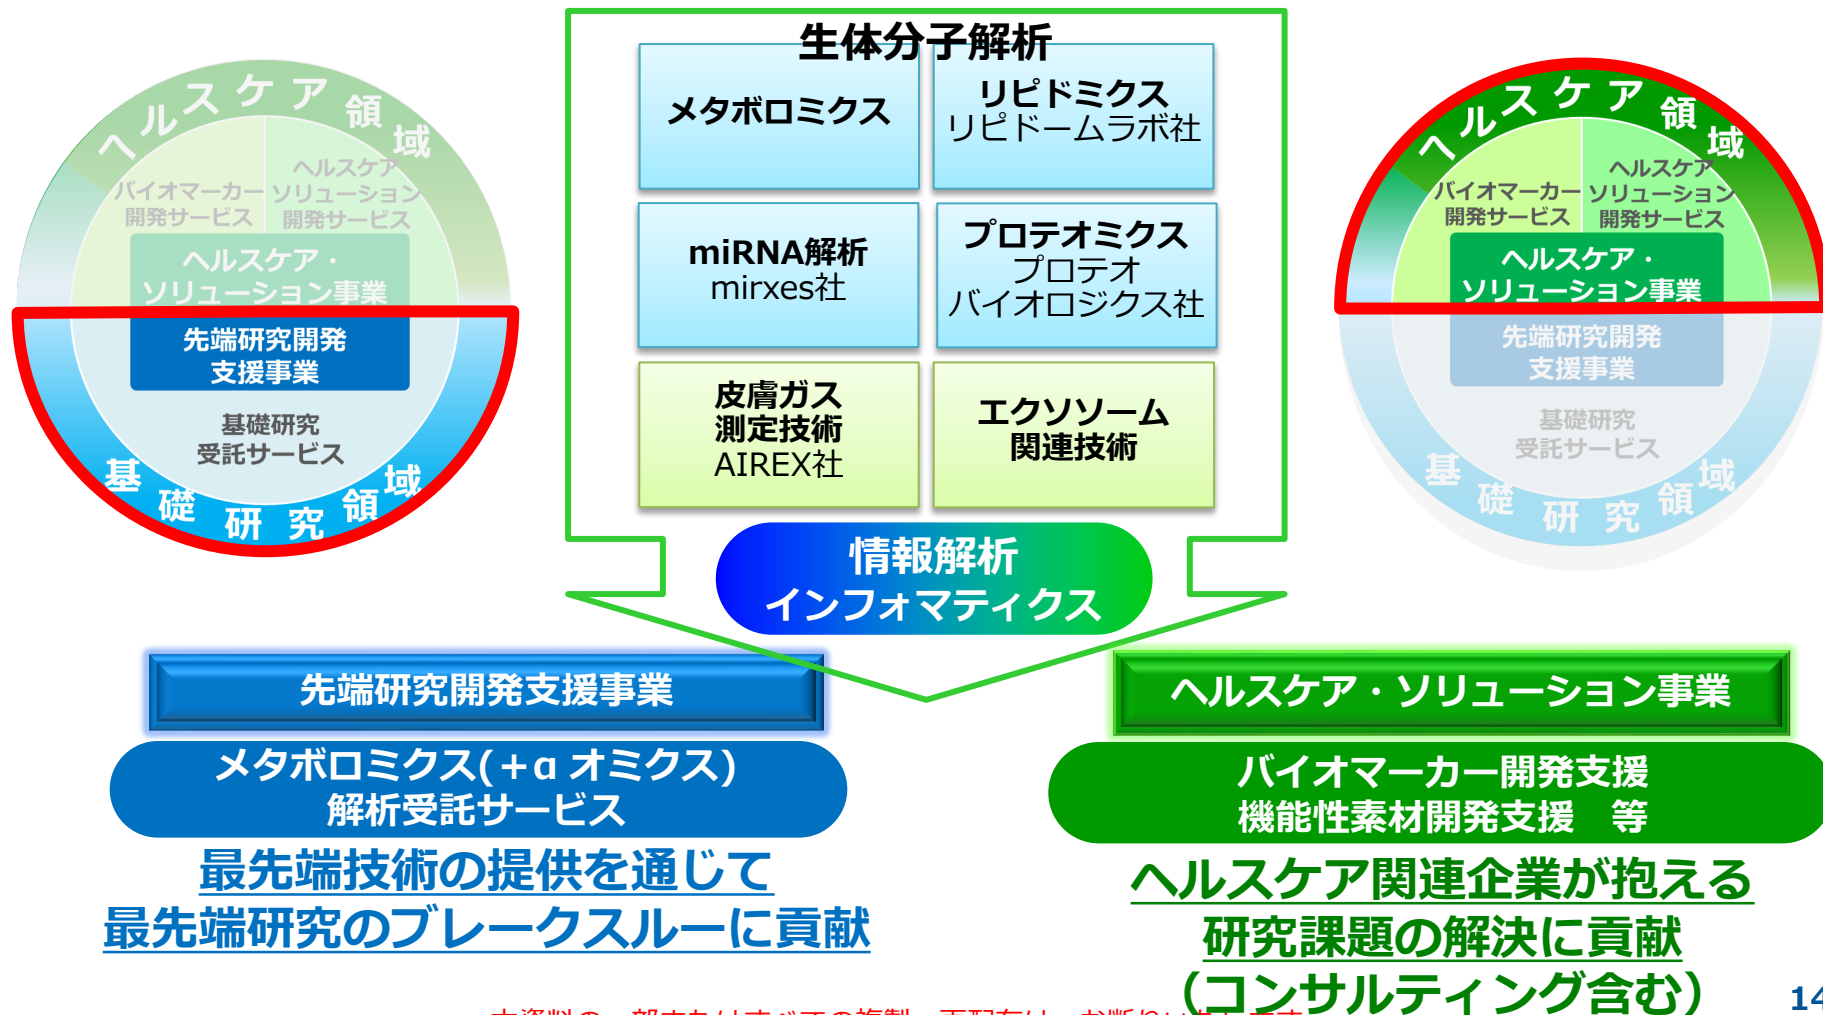 生体分子解析
メタボロミクス
リピドミクス
リピドームラボ社
miRNA解析
mirxes社
プロテオミクス
プロテオ
バイオロジクス社
皮膚ガス
測定技術
AIREX社
エクソソーム
関連技術
情報解析
インフォマティクス
ヘルスケア領域
バイオマーカー
開発サービス
ヘルスケア
ソリューション
開発サービス
ヘルスケア・
ソリューション事業
先端研究開発
支援事業
基礎研究
受託サービス
基礎研究領域
ヘルスケア領域
バイオマーカー
開発サービス
ヘルスケア
ソリューション
開発サービス
ヘルスケア・
ソリューション事業
先端研究開発
支援事業
基礎研究
受託サービス
基礎研究領域
先端研究開発支援事業
メタボロミクス(+αオミクス)
解析受託サービス
最先端技術の提供を通じて
最先端研究のブレークスルーに貢献
ヘルスケア・ソリューション事業
バイオマーカー開発支援
機能性素材開発支援　等
ヘルスケア関連企業が抱える
研究課題の解決に貢献
（コンサルティング含む）
14